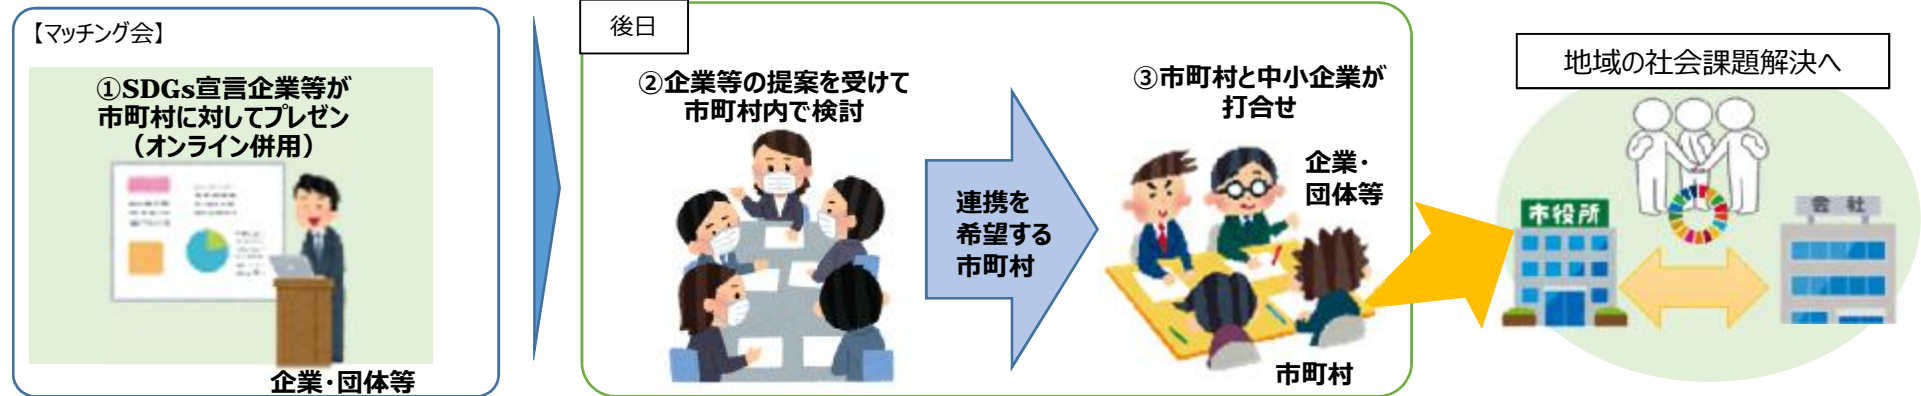 【マッチング会】
①SDGs宣言企業等が
市町村に対してプレゼン
（オンライン併用）
企業・団体等
後日
②企業等の提案を受けて
市町村内で検討
連携を
希望する
市町村
③市町村と中小企業が
打合せ
企業・
団体等
市町村
地域の社会課題解決へ
市役所
会社